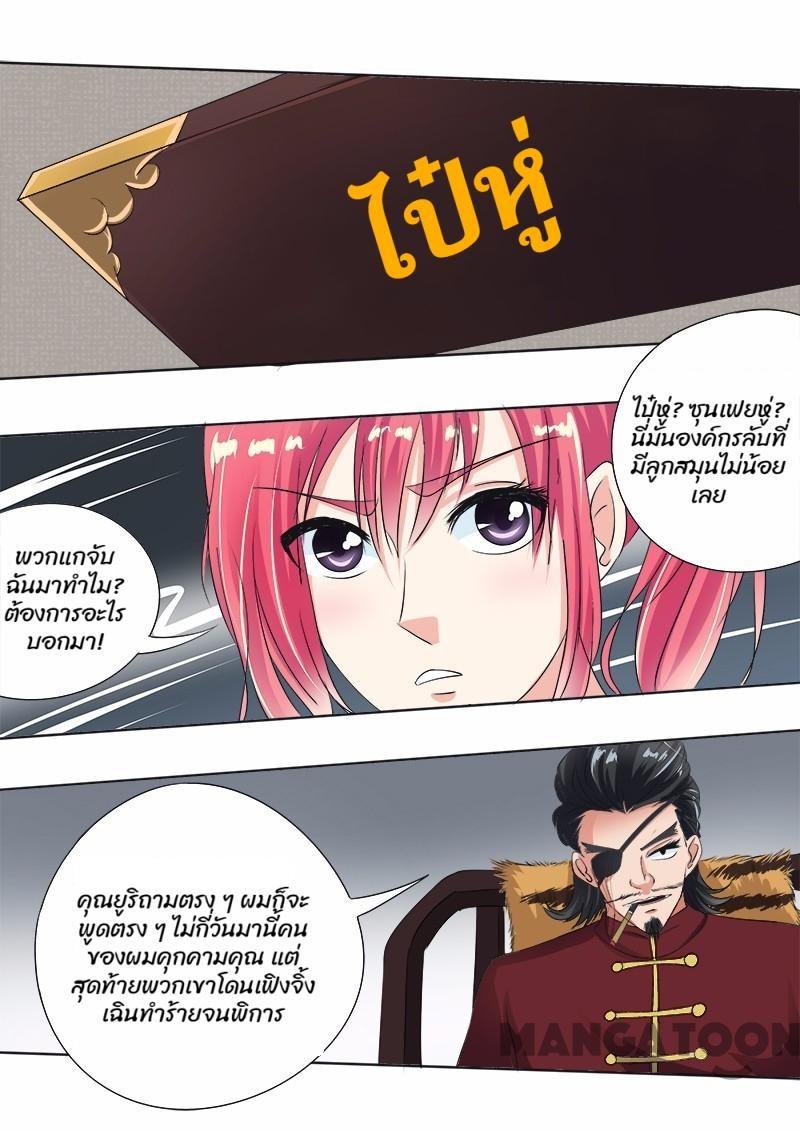 ไป๋หู่
ไป๋หู่? ซุนเฟยหู่?
นี่มันองค์กรลับที่
มีลูกสมุนไม่น้อย
เลย
พวกแกจับ
ฉันมาทำไม?
ต้องการอะไร
บอกมา!
คุณยูริถามตรง ๆ ผมก็จะ
พูดตรง ๆ ไม่กี่วันมานี้คน
ของผมคุกคามคุณ แต่
สุดท้ายพวกเขาโดนเฟิงจิ้ง
เฉินทำร้ายจนพิการ
MANGATOON